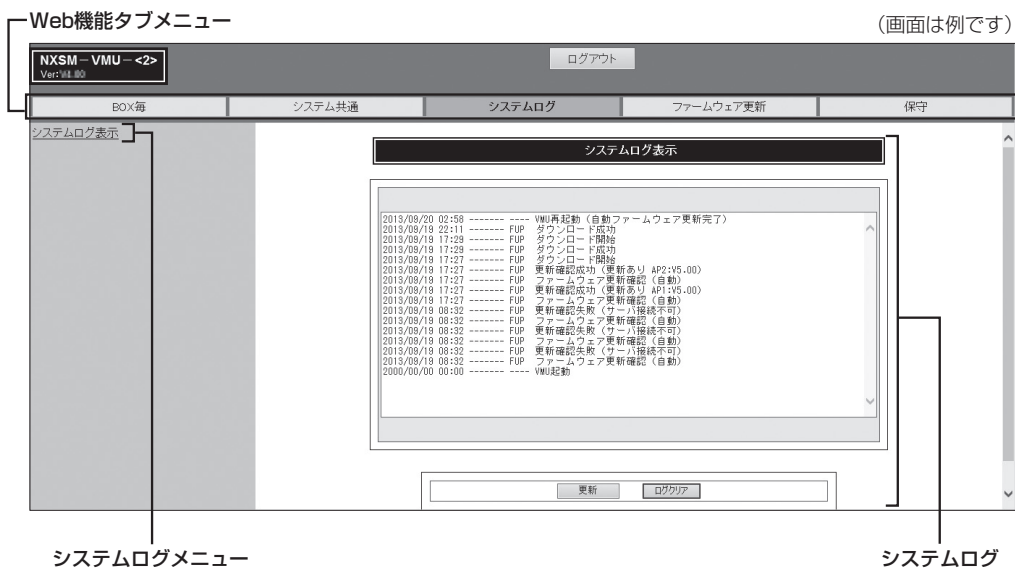 Web機能タブメニュー
(画面は例です)
NXSM－VMU－<2>
Ver:
ログアウト
BOX毎
システム共通
システムログ
ファームウェア更新
保守
システムログ表示
システムログ表示
2013/09/20 02:58 ------- ---- VMU再起動（自動ファームウェア更新完了）
2013/09/19 22:11 ------- FUP ダウンロード成功
2013/09/19 17:29 ------- FUP ダウンロード開始
2013/09/19 17:29 ------- FUP ダウンロード成功
2013/09/19 17:27 ------- FUP ダウンロード開始
2013/09/19 17:27 ------- FUP 更新確認成功（更新あり AP2:V5.00）
2013/09/19 17:27 ------- FUP ファームウェア更新確認（自動）
2013/09/19 17:27 ------- FUP 更新確認成功（更新あり AP1:V5.00）
2013/09/19 17:27 ------- FUP ファームウェア更新確認（自動）
2013/09/19 08:32 ------- FUP 更新確認失敗（サーバ接続不可）
2013/09/19 08:32 ------- FUP ファームウェア更新確認（自動）
2013/09/19 08:32 ------- FUP 更新確認失敗（サーバ接続不可）
2013/09/19 08:32 ------- FUP ファームウェア更新確認（自動）
2013/09/19 08:32 ------- FUP 更新確認失敗（サーバ接続不可）
2013/09/19 08:32 ------- FUP ファームウェア更新確認（自動）
2000/00/00 00:00 ------- ---- VMU起動
更新
ログクリア
システムログメニュー
システムログ